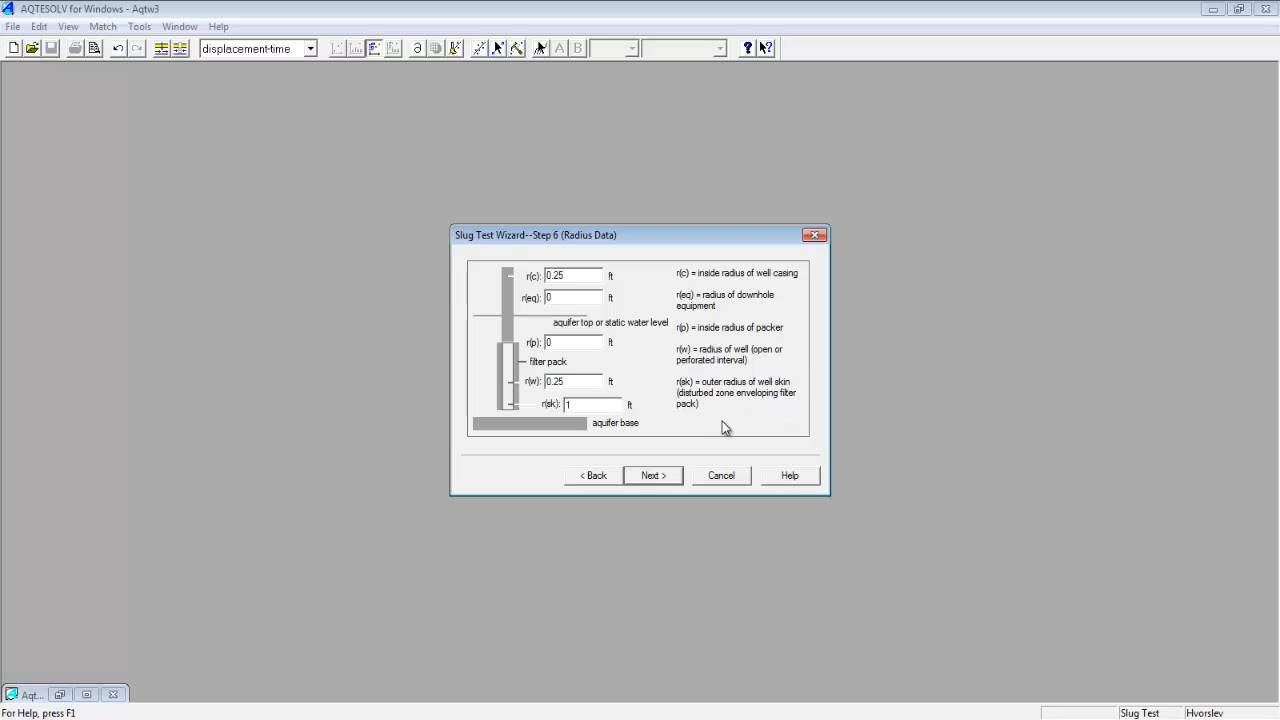 AQTESOLV for Windows - Aqtw3
File Edit View Match Tools Window Help
displacement-time
A B
Slug Test Wizard--Step 6 (Radius Data)
r(c): 0.25 ft
r(eq): 0 ft
aquifer top or static water level
r(p): 0 ft
filter pack
r(w): 0.25 ft
r(sk): 1 ft
aquifer base
r(c) = inside radius of well casing
r(eq) = radius of downhole
equipment
r(p) = inside radius of packer
r(w) = radius of well (open or
perforated interval)
r(sk) = outer radius of well skin
(disturbed zone enveloping filter
pack)
< Back Next > Cancel Help
Aqt...
For Help, press F1 Slug Test Hvorslev